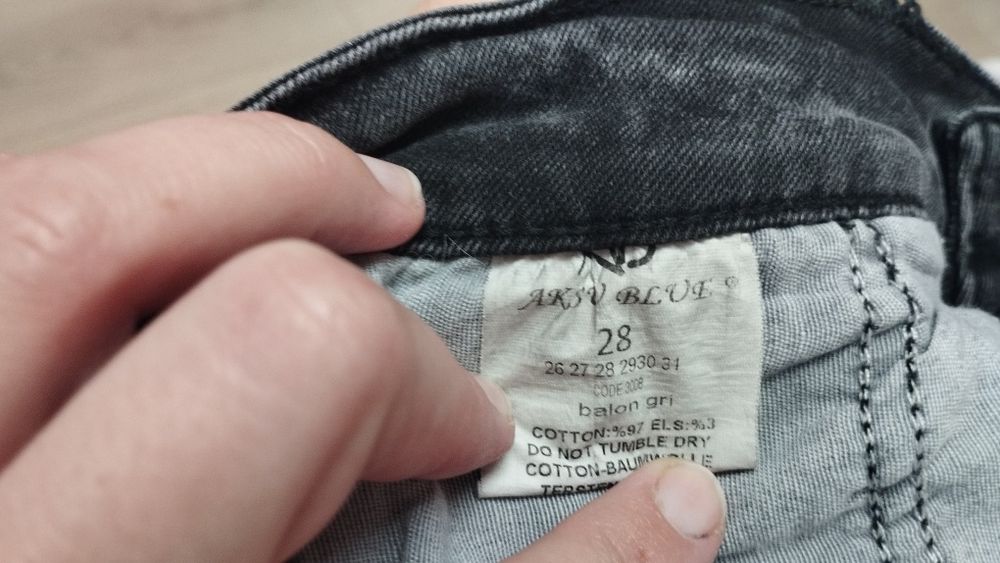 AKSU BLUE ®
28
26 27 28 2930 31
CODE 3008
balon gri
COTTON:%97 ELS:%3
DO NOT TUMBLE DRY
COTTON-BAUMWOLLE